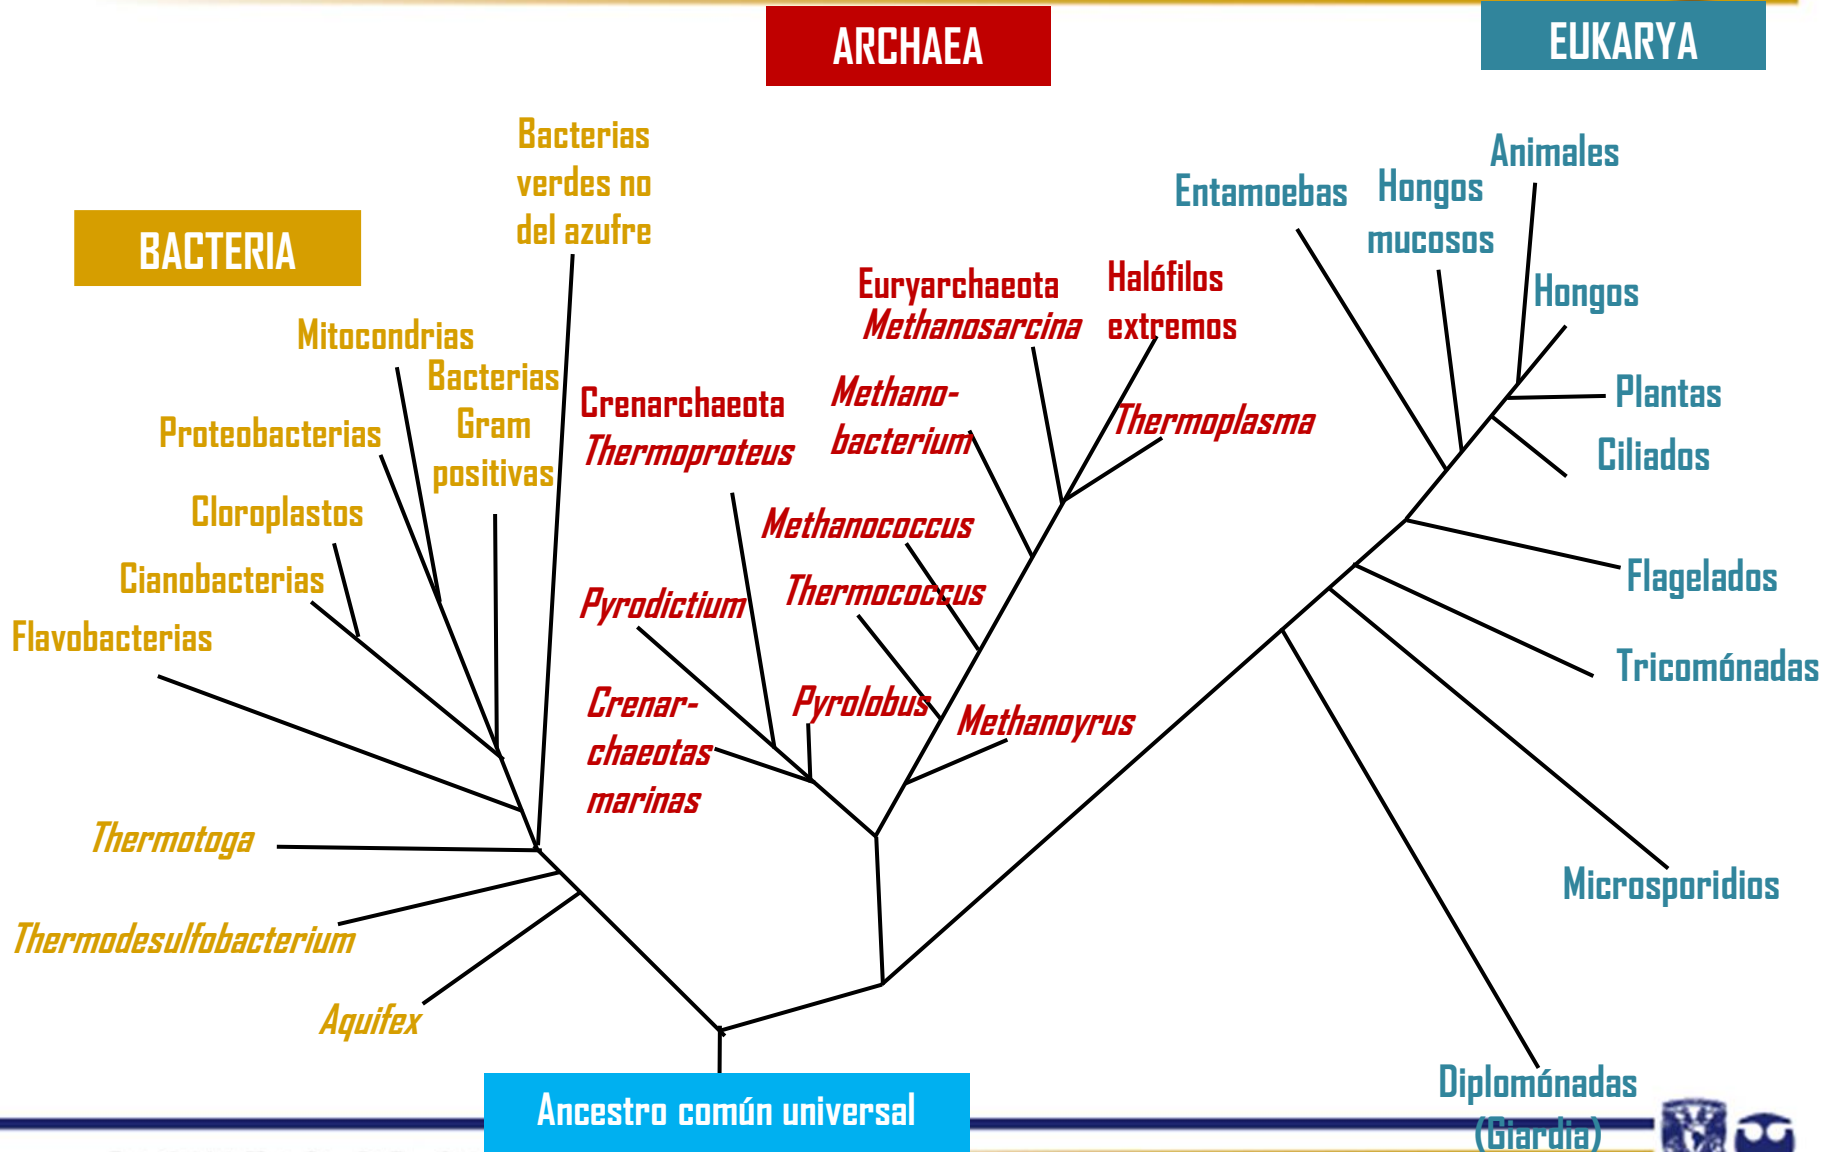 ARCHAEA
EUKARYA
BACTERIA
Bacterias
verdes no
del azufre
Mitocondrias
Bacterias
Gram
positivas
Proteobacterias
Cloroplastos
Cianobacterias
Flavobacterias
Thermotoga
Thermodesulfobacterium
Aquifex
Crenarchaeota
Thermoproteus
Pyrodictium
Crenar-
chaeotas
marinas
Pyrolobus
Euryarchaeota
Methanosarcina
Halófilos
extremos
Methano-
bacterium
Thermoplasma
Methanococcus
Thermococcus
Methanoyrus
Entamoebas
Hongos
mucosos
Animales
Hongos
Plantas
Ciliados
Flagelados
Tricomónadas
Microsporidios
Diplomónadas
(Giardia)
Ancestro común universal